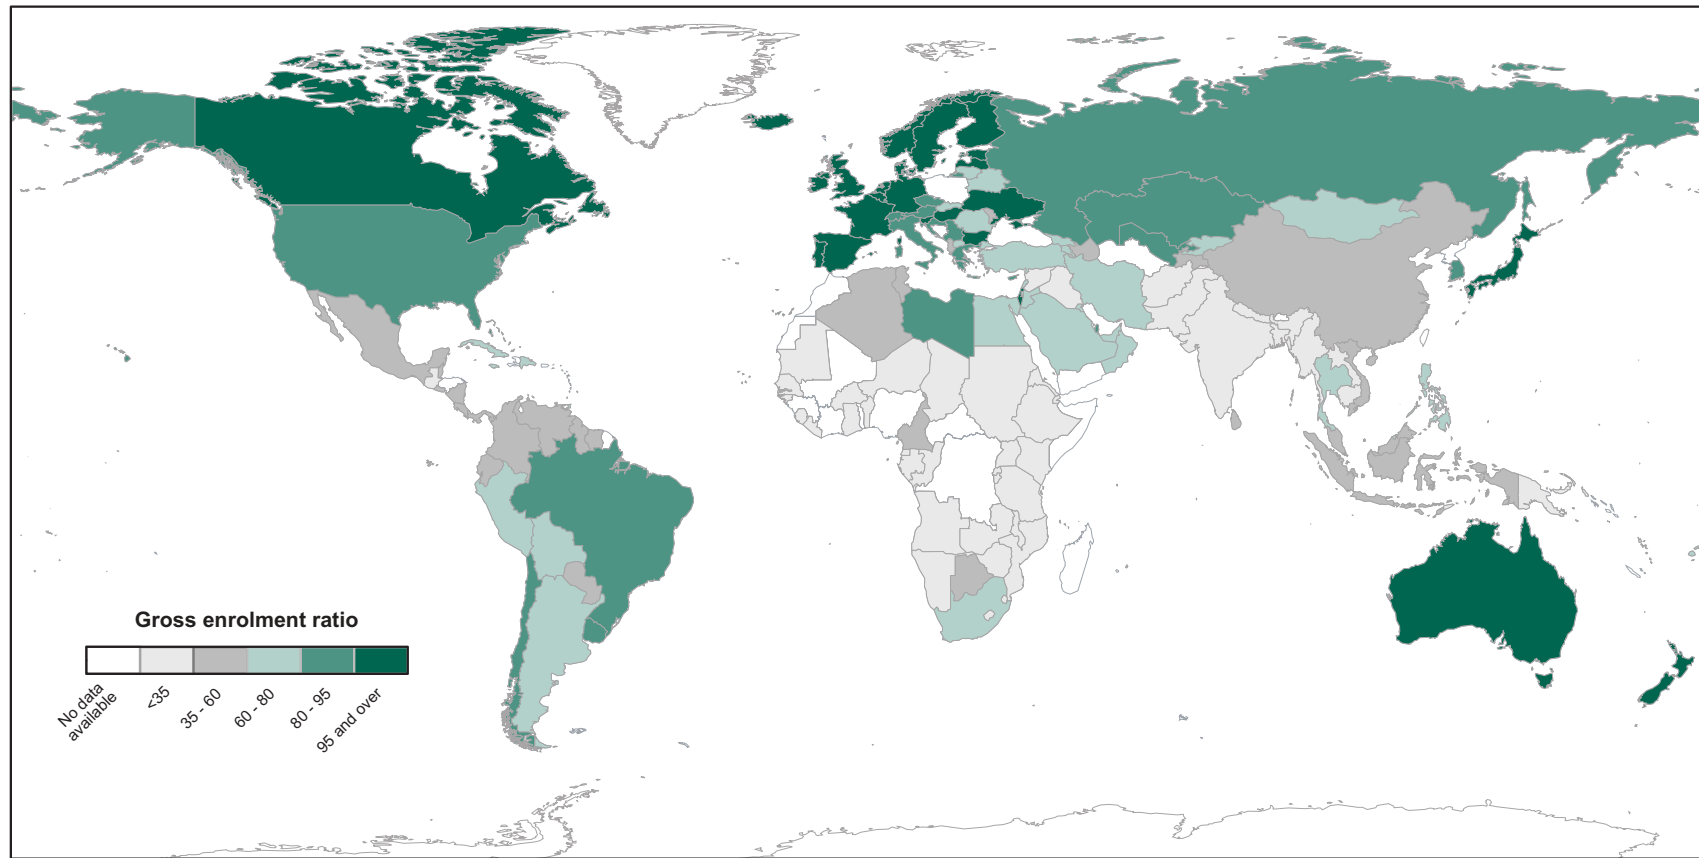 Gross enrolment ratio
No data
available
<35
35 - 60
60 - 80
80 - 95
95 and over